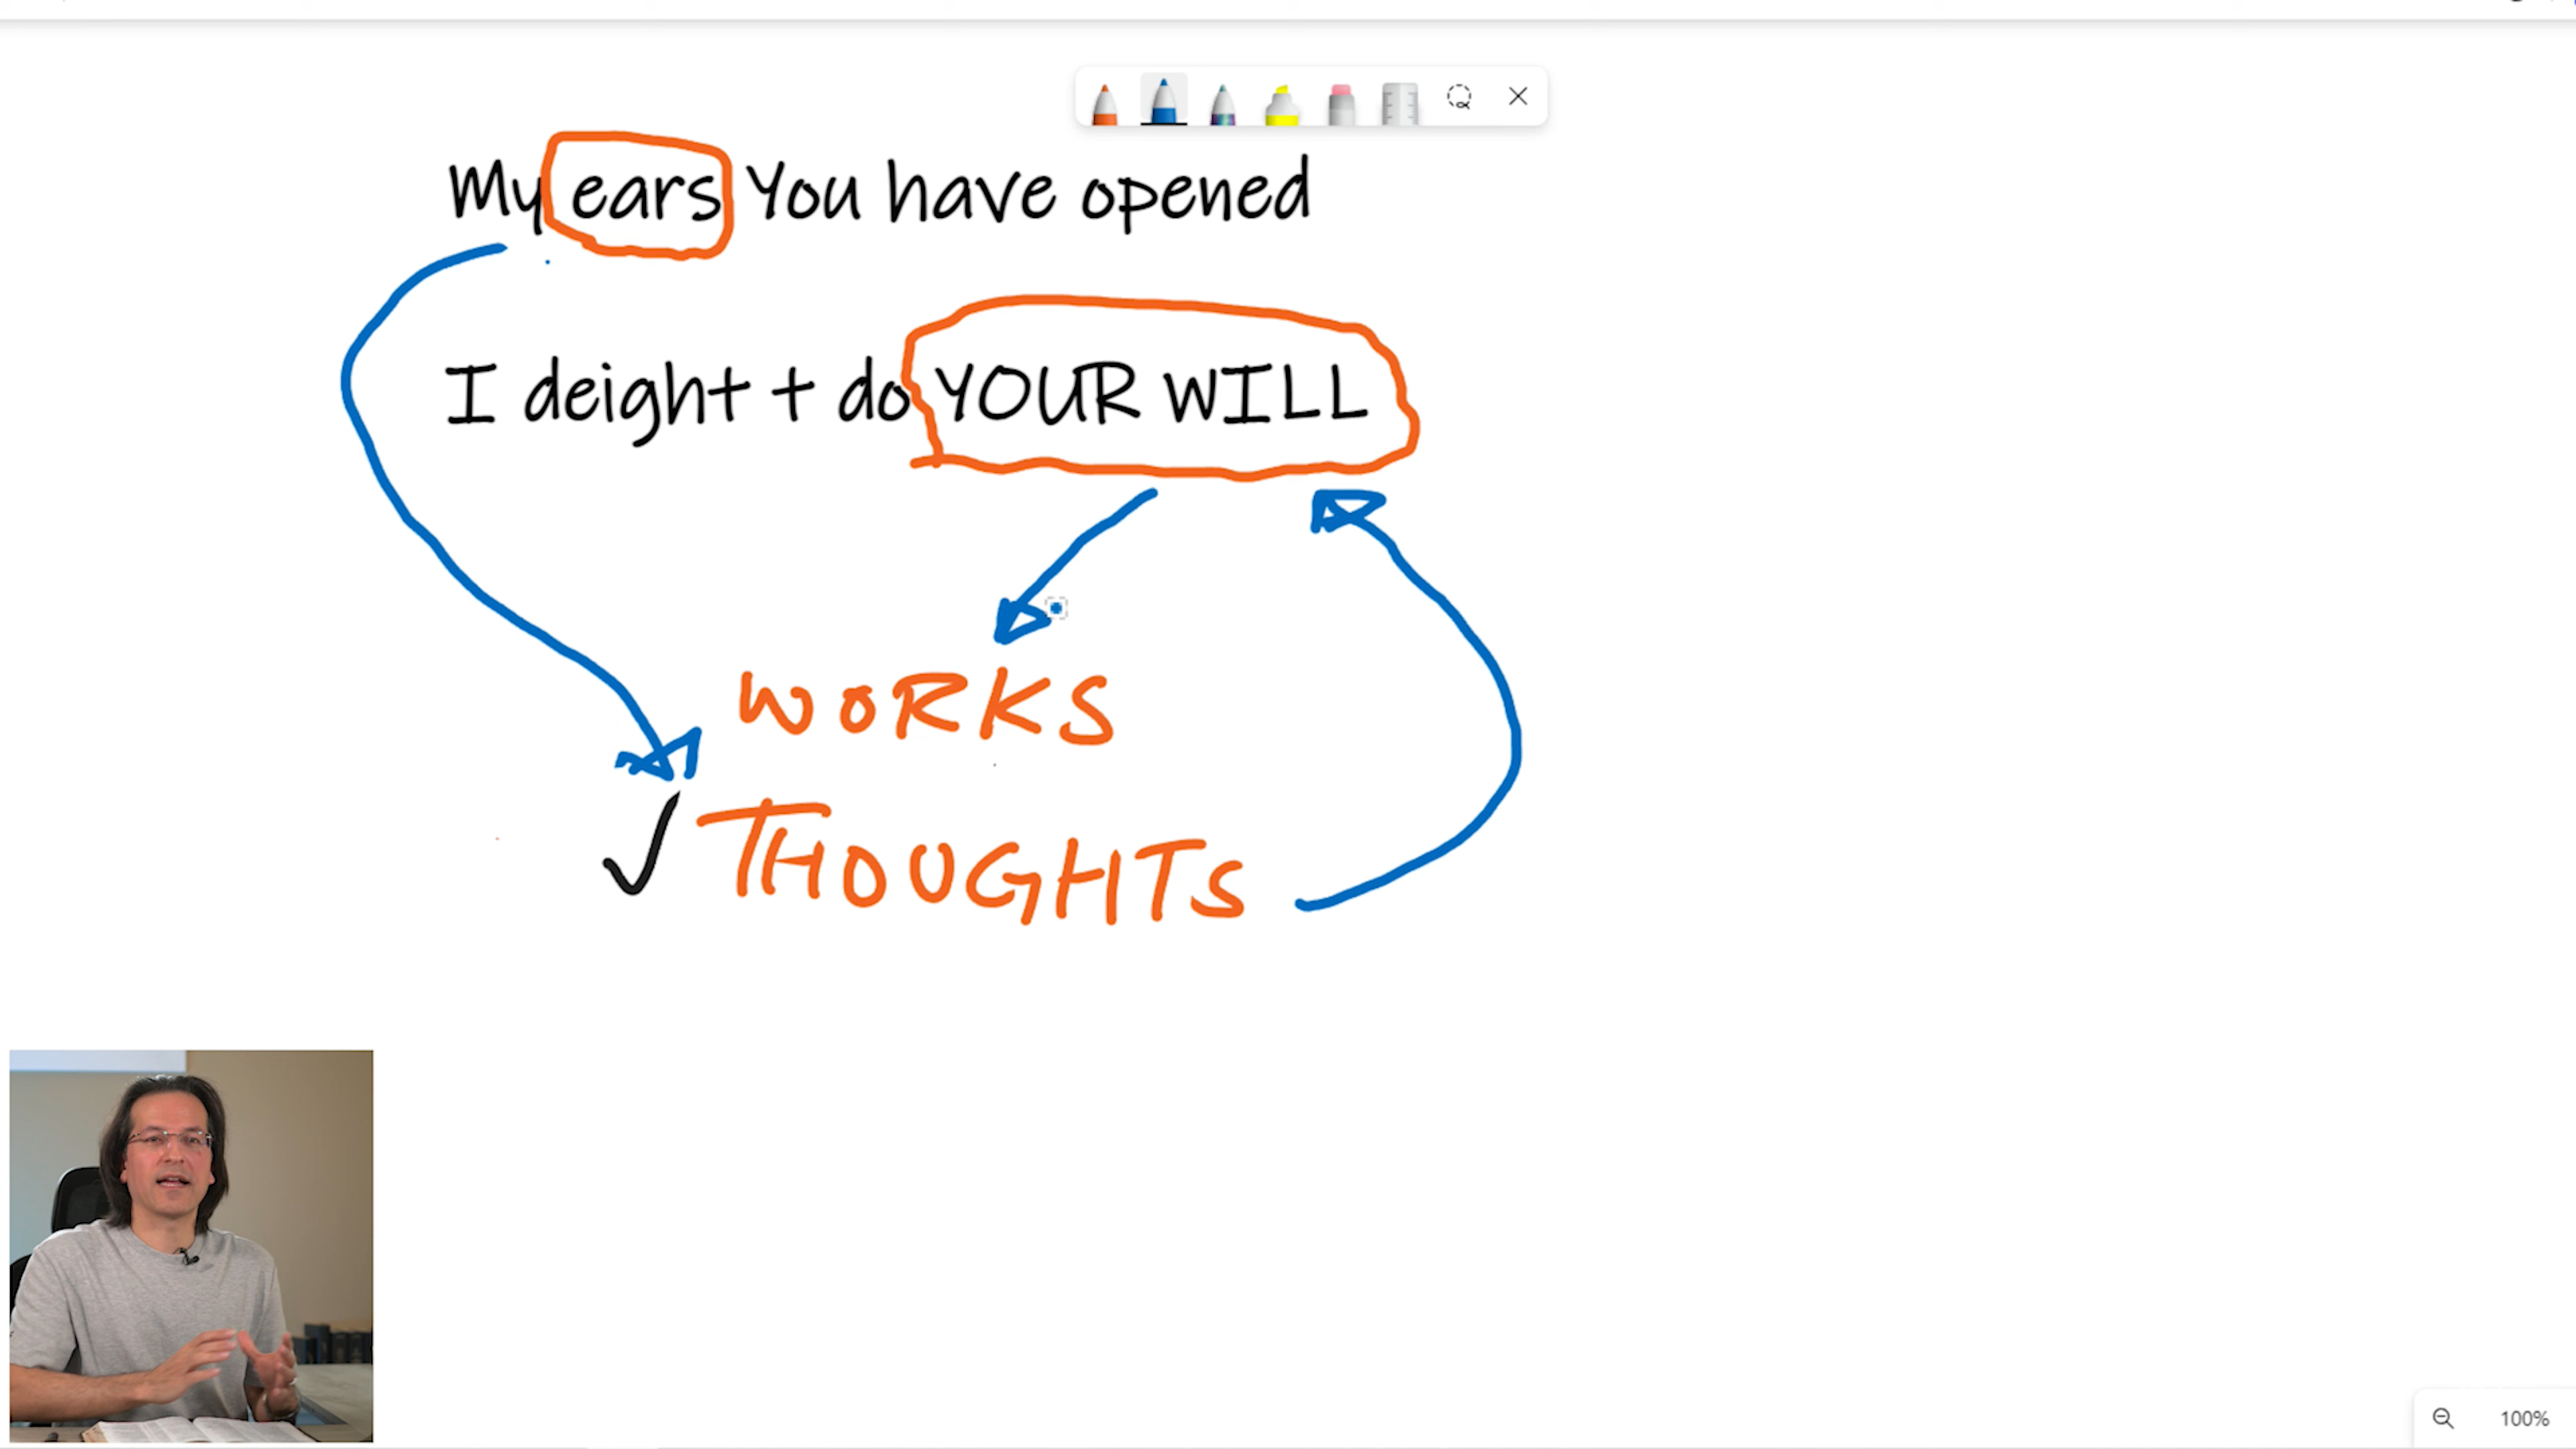 My ears You have opened
I deight + do YOUR WILL
WORKS
✓ THOUGHTS
100%